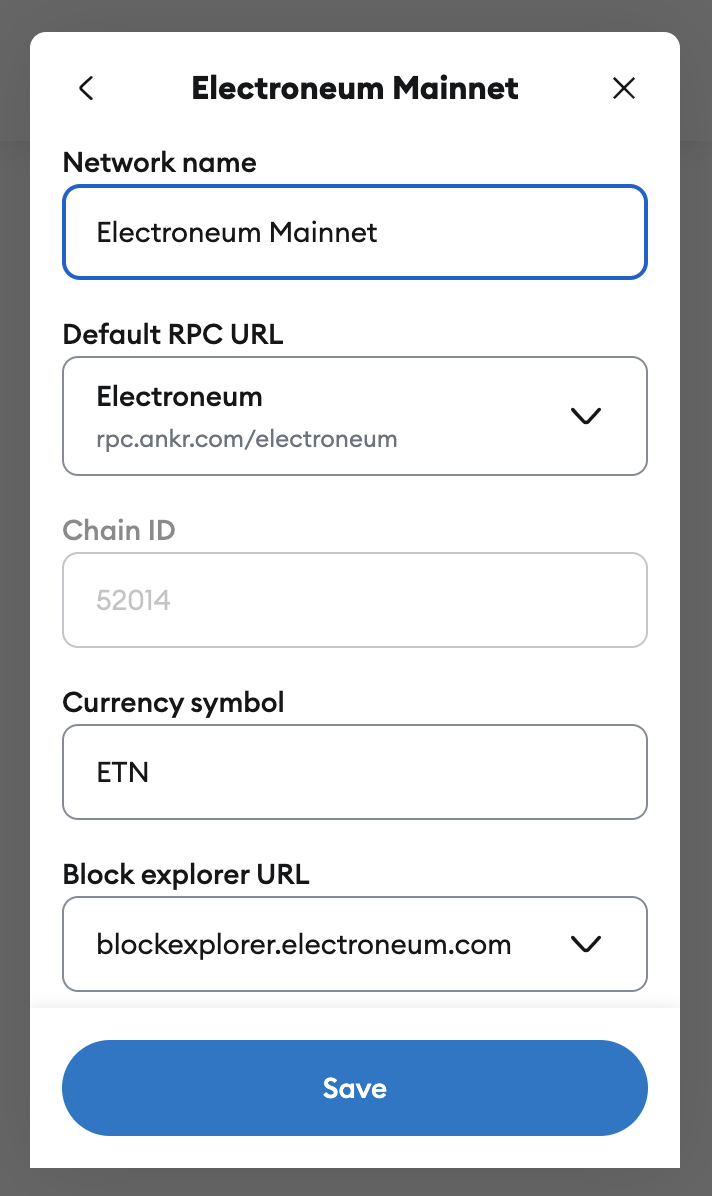 Electroneum Mainnet
Network name
Electroneum Mainnet
Default RPC URL
Electroneum
rpc.ankr.com/electroneum
Chain ID
52014
Currency symbol
ETN
Block explorer URL
blockexplorer.electroneum.com
Save